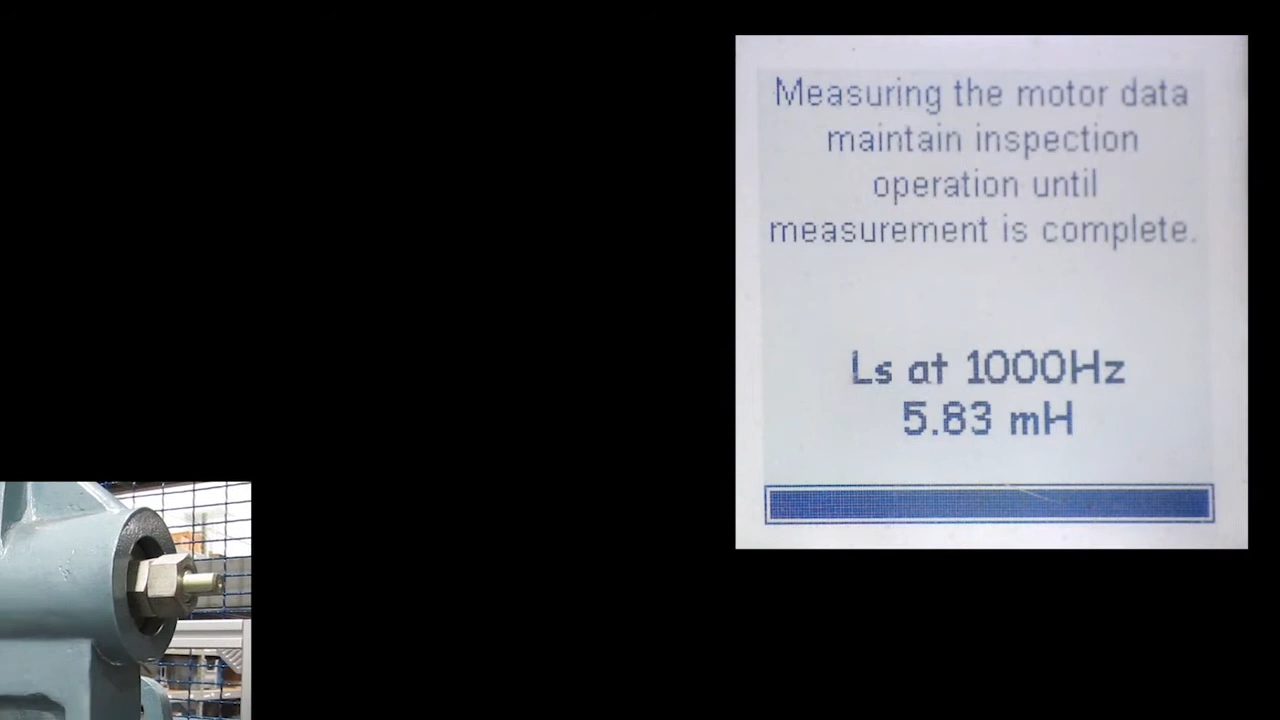 Measuring the motor data
maintain inspection
operation until
measurement is complete.
Ls at 1000Hz
5.83 mH